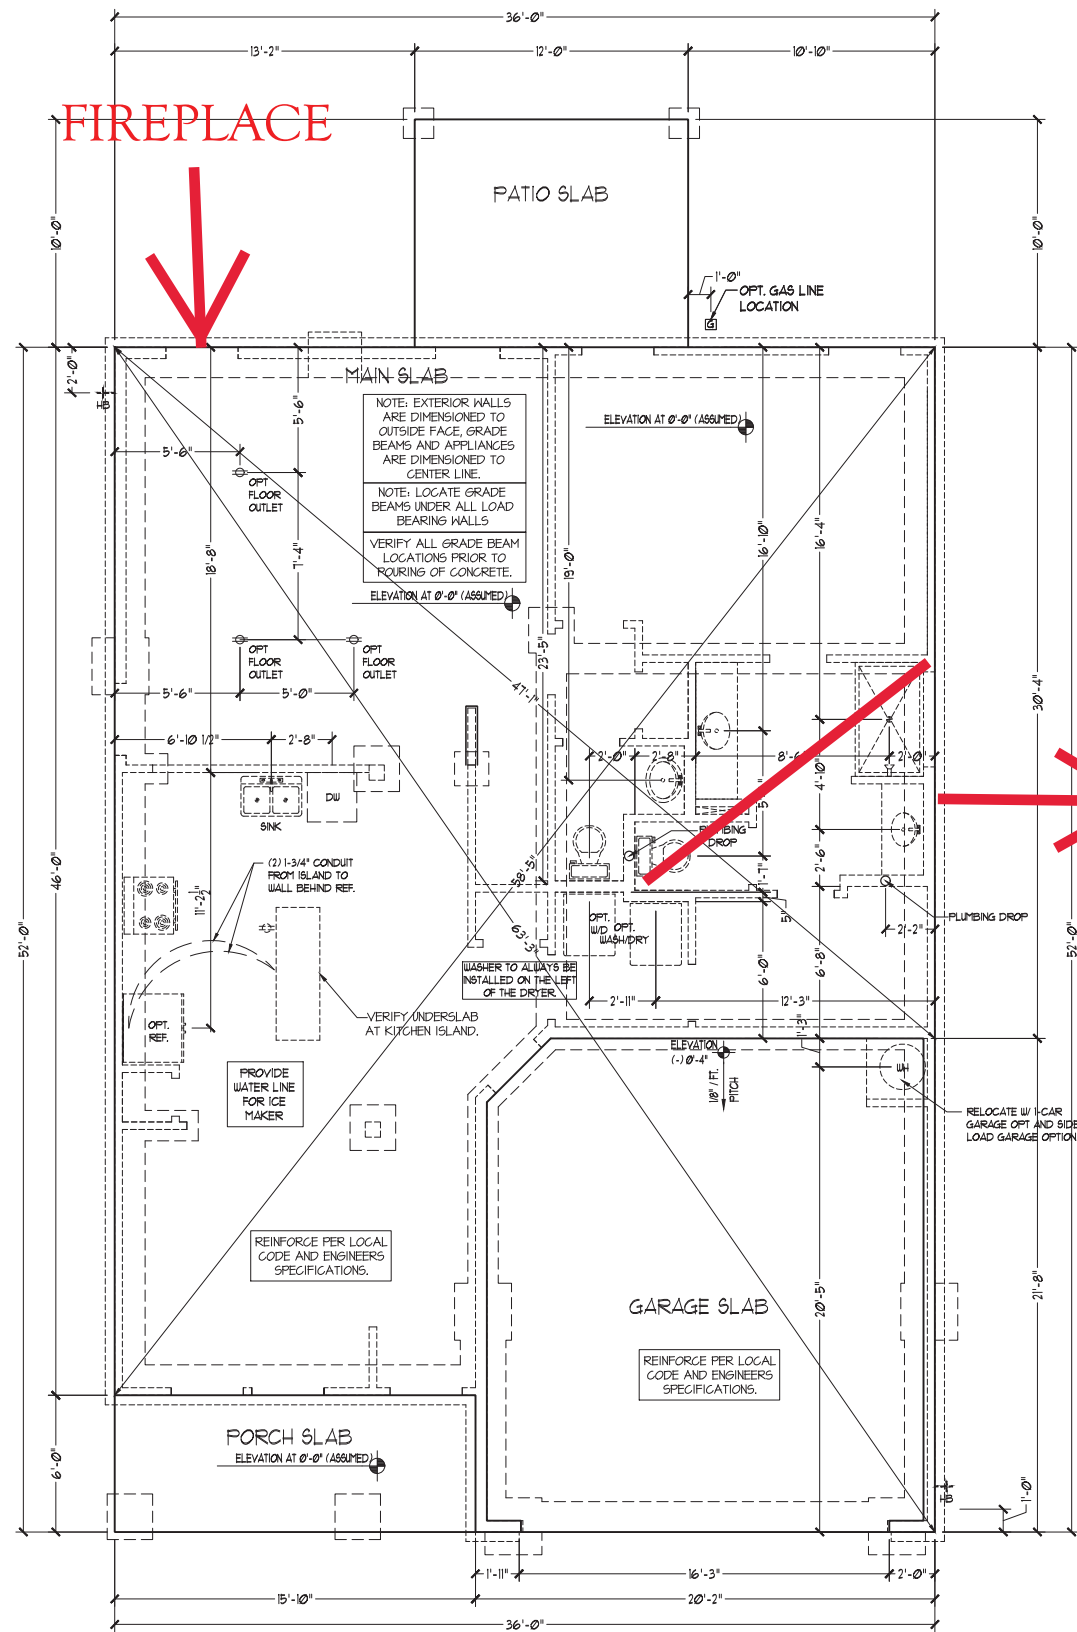 36'-0"
13'-2"
12'-0"
10'-10"
FIREPLACE
PATIO SLAB
10'-0"
10'-0"
1'-0"
OPT. GAS LINE
LOCATION
G
MAIN SLAB
2'-0"
HB
NOTE: EXTERIOR WALLS
ARE DIMENSIONED TO
OUTSIDE FACE, GRADE
BEAMS AND APPLIANCES
ARE DIMENSIONED TO
CENTER LINE.
NOTE: LOCATE GRADE
BEAMS UNDER ALL LOAD
BEARING WALLS
VERIFY ALL GRADE BEAM
LOCATIONS PRIOR TO
POURING OF CONCRETE.
ELEVATION AT 0'-0" (ASSUMED)
ELEVATION AT 0'-0" (ASSUMED)
5'-6"
5'-6"
OPT
FLOOR
OUTLET
18'-8"
7'-4"
19'-0"
16'-10"
16'-4"
23'-5"
OPT
FLOOR
OUTLET
OPT
FLOOR
OUTLET
5'-6"
5'-0"
47'-1"
30'-4"
6'-10 1/2"
2'-8"
2'-0"
2'-8"
2'-0"
4'-10"
SINK
DW
DROP
58'-5"
2'-6"
1'-7"
46'-0"
52'-0"
(2) 1-3/4" CONDUIT
FROM ISLAND TO
WALL BEHIND REF.
11'-2 1/2"
OPT.
W/D
OPT.
WASH/DRY
5"
PLUMBING DROP
2'-2"
63'-3"
6'-0"
6'-8"
52'-0"
WASHER TO ALWAYS BE
INSTALLED ON THE LEFT
OF THE DRYER.
2'-11"
12'-3"
VERIFY UNDERSLAB
AT KITCHEN ISLAND.
OPT.
REF.
1'-3"
ELEVATION
(-) 0'-4"
1/8" / FT.
PITCH
WH
PROVIDE
WATER LINE
FOR ICE
MAKER
RELOCATE W/ 1-CAR
GARAGE OPT AND SIDE
LOAD GARAGE OPTION
REINFORCE PER LOCAL
CODE AND ENGINEERS
SPECIFICATIONS.
GARAGE SLAB
20'-5"
21'-8"
REINFORCE PER LOCAL
CODE AND ENGINEERS
SPECIFICATIONS.
PORCH SLAB
ELEVATION AT 0'-0" (ASSUMED)
6'-0"
HB
1'-0"
1'-11"
16'-3"
2'-0"
15'-10"
20'-2"
36'-0"